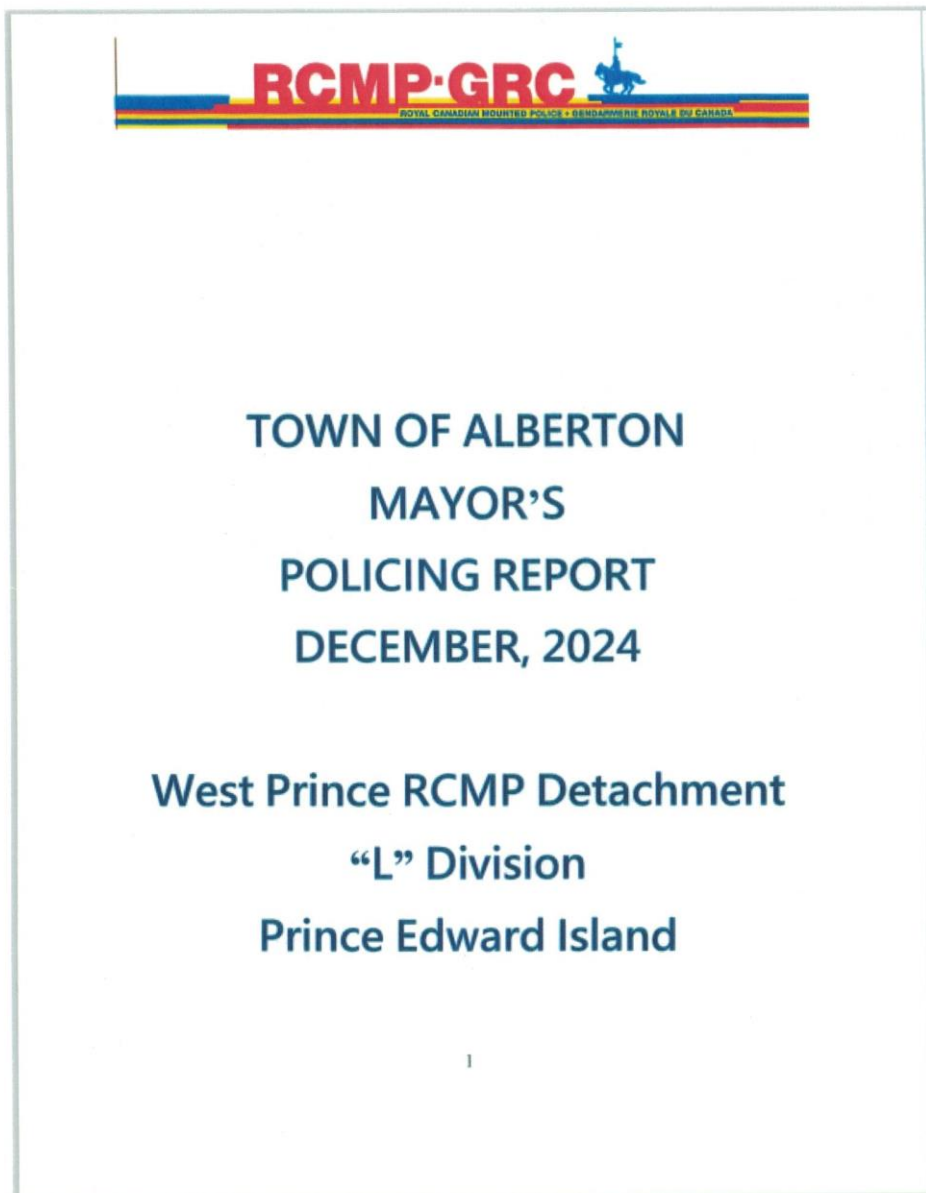 RCMP·GRC
ROYAL CANADIAN MOUNTED POLICE • GENDARMERIE ROYALE DU CANADA
TOWN OF ALBERTON
MAYOR’S
POLICING REPORT
DECEMBER, 2024
West Prince RCMP Detachment
“L” Division
Prince Edward Island
1